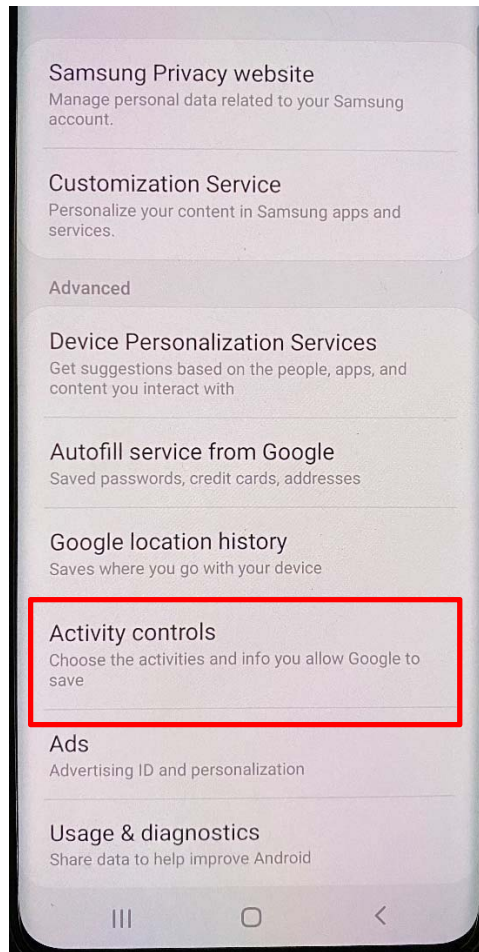 Samsung Privacy website
Manage personal data related to your Samsung
account.
Customization Service
Personalize your content in Samsung apps and
services.
Advanced
Device Personalization Services
Get suggestions based on the people, apps, and
content you interact with
Autofill service from Google
Saved passwords, credit cards, addresses
Google location history
Saves where you go with your device
Activity controls
Choose the activities and info you allow Google to
save
Ads
Advertising ID and personalization
Usage & diagnostics
Share data to help improve Android